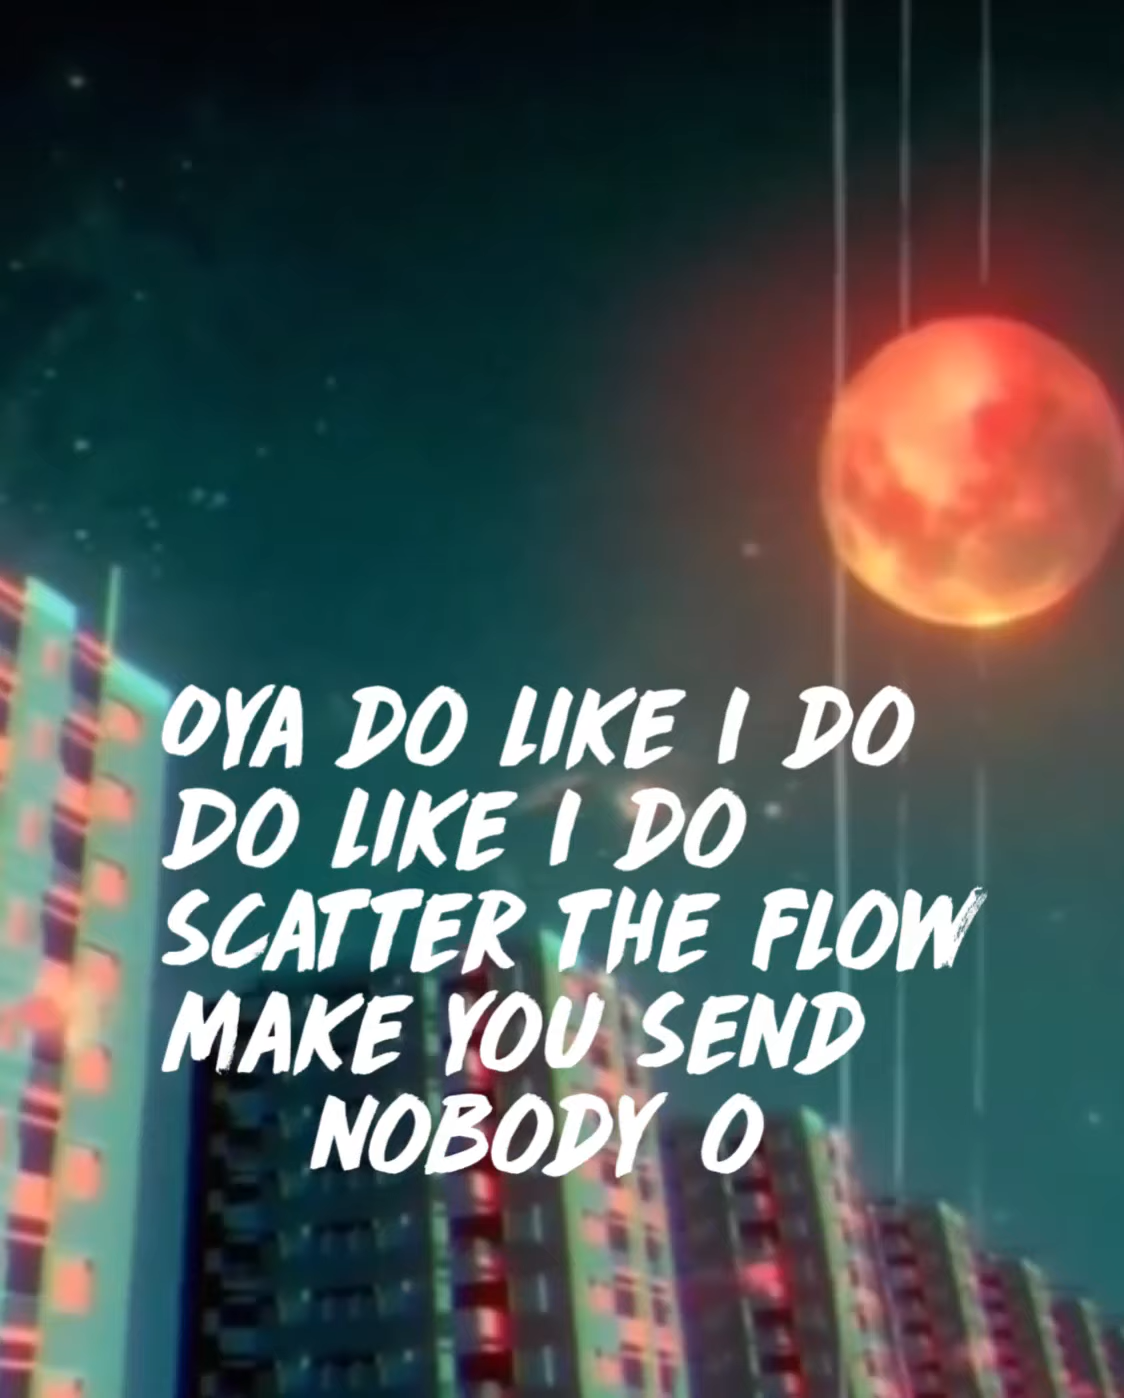 OYA DO LIKE I DO
DO LIKE I DO
SCATTER THE FLOW
MAKE YOU SEND
NOBODY O